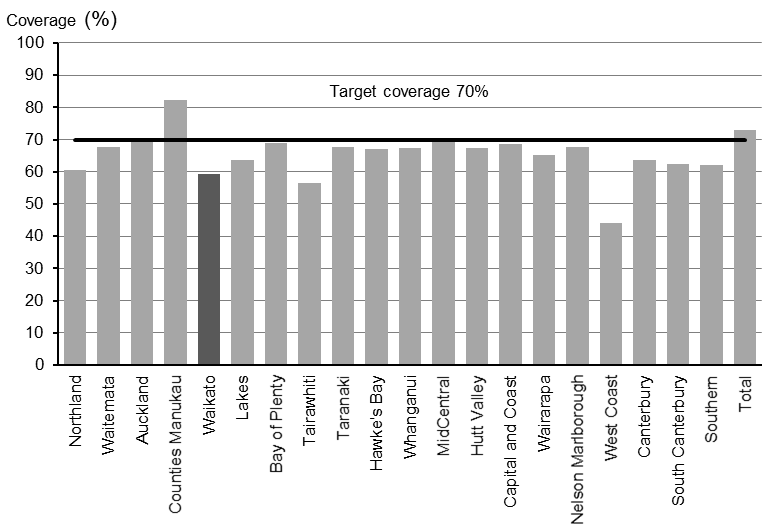 Coverage (%)
100
90
80
70
60
50
40
30
20
10
0
Target coverage 70%
Northland
Waitemata
Auckland
Counties Manukau
Waikato
Lakes
Bay of Plenty
Tairawhiti
Taranaki
Hawke's Bay
Whanganui
MidCentral
Hutt Valley
Capital and Coast
Wairarapa
Nelson Marlborough
West Coast
Canterbury
South Canterbury
Southern
Total